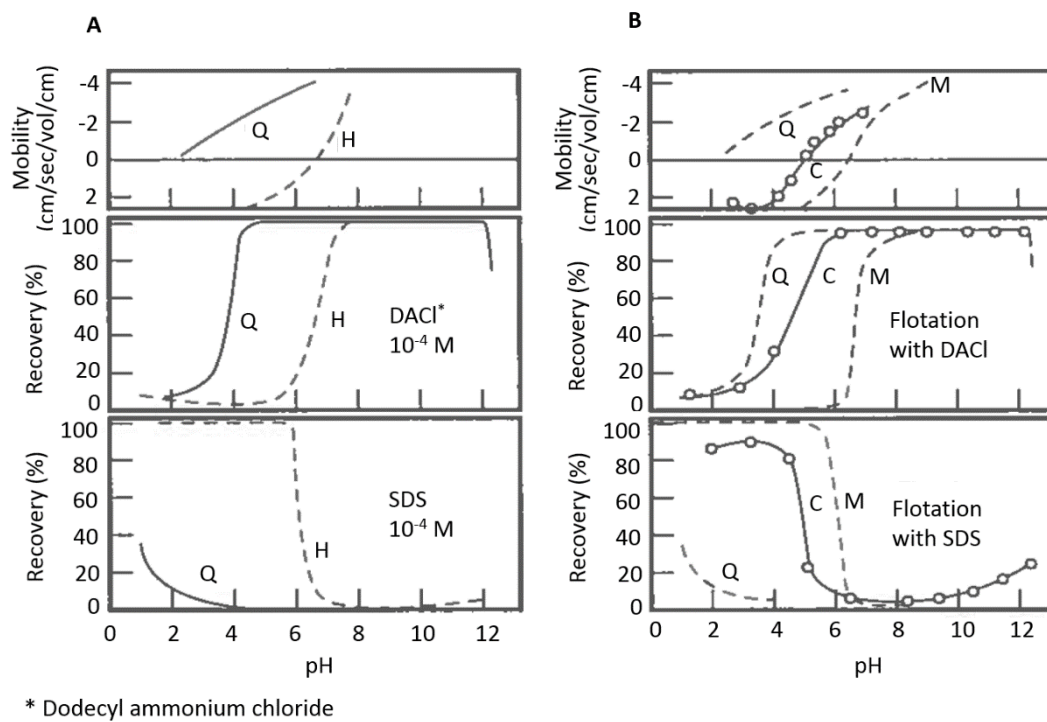 A
Mobility
(cm/sec/vol/cm)
-4
-2
0
2
Q
H
Recovery (%)
100
80
60
40
20
0
Q
H
DACl*
10-4 M
Recovery (%)
100
80
60
40
20
0
Q
H
SDS
10-4 M
0 2 4 6 8 10 12
pH
* Dodecyl ammonium chloride
B
Mobility
(cm/sec/vol/cm)
-4
-2
0
2
Q
C
M
Recovery (%)
100
80
60
40
20
0
Q
C
M
Flotation
with DACl
Recovery (%)
100
80
60
40
20
0
Q
C
M
Flotation
with SDS
0 2 4 6 8 10 12
pH